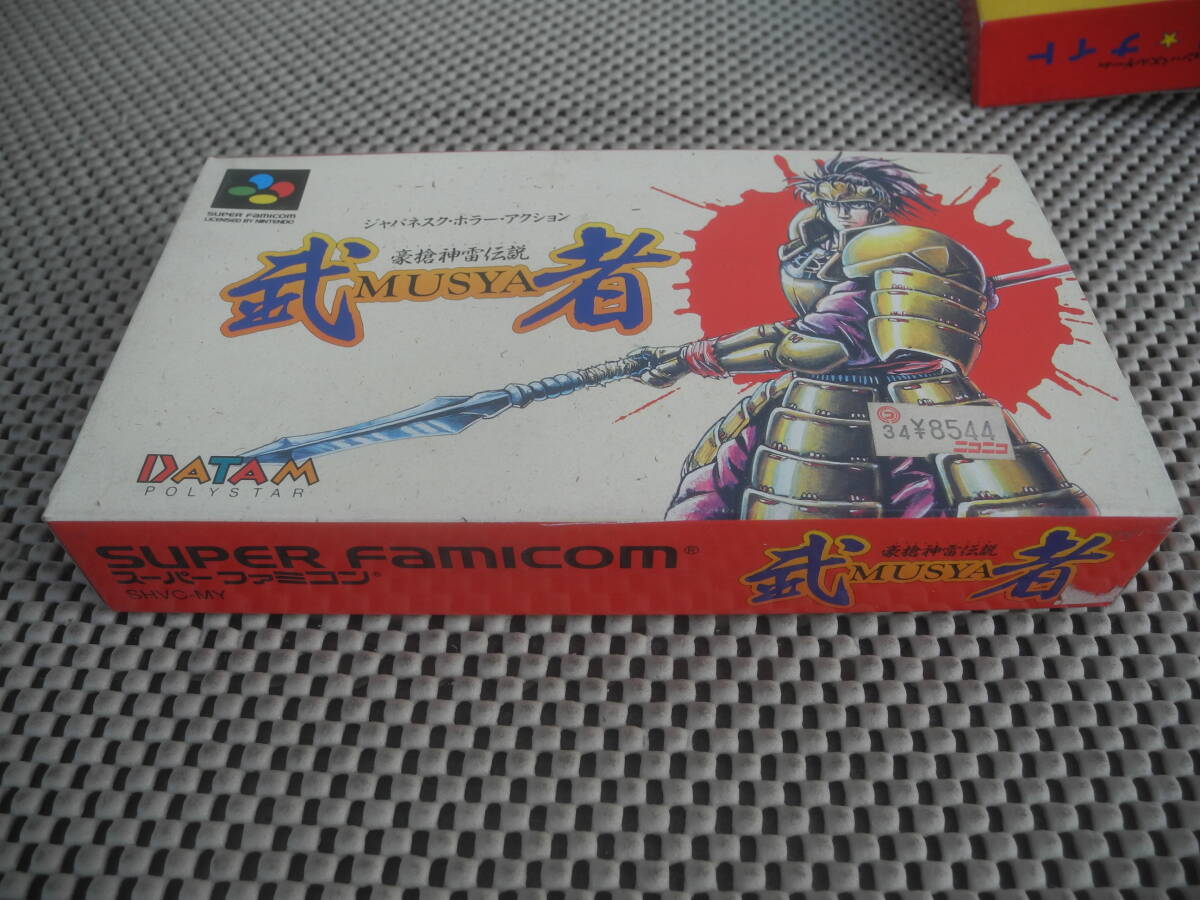 ナイト
SUPER FAMICOM
LICENSED BY NINTENDO
ジャパネスク・ホラー・アクション
豪槍神雷伝説
武者
MUSYA
34 ¥8544
ニコニコ
DATAM
POLYSTAR
SUPER FAMICOM®
スーパーファミコン®
SHVC-MY
豪槍神雷伝説
武者
MUSYA